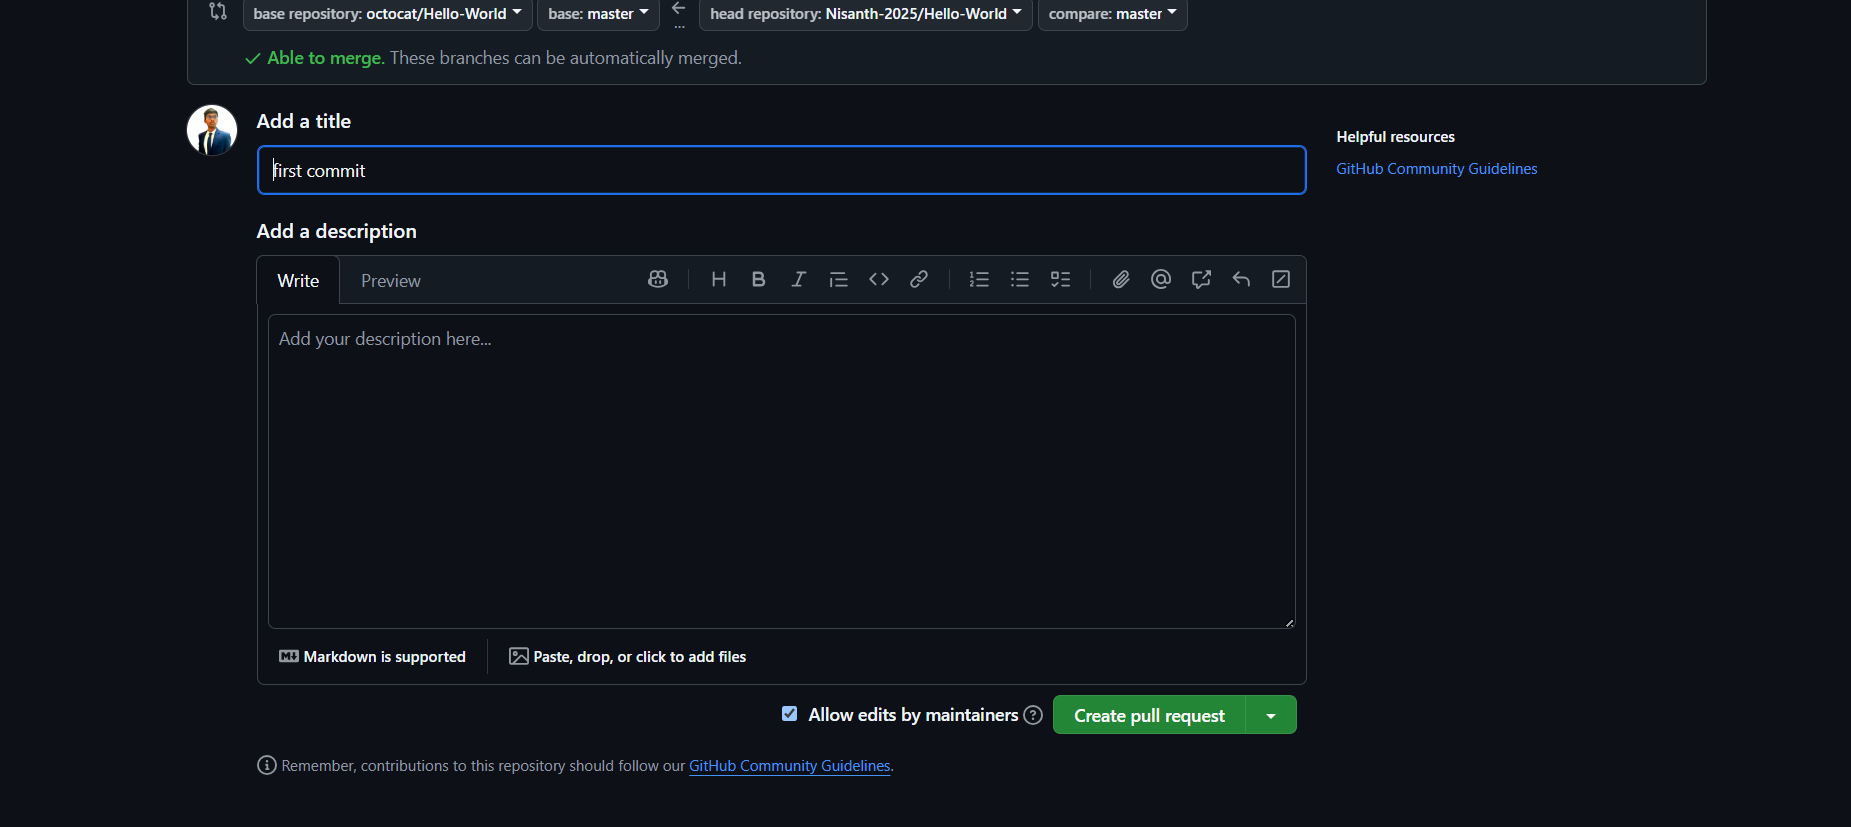 base repository: octocat/Hello-World base: master ... head repository: Nisanth-2025/Hello-World compare: master
Able to merge. These branches can be automatically merged.
Add a title
Helpful resources
first commit
GitHub Community Guidelines
Add a description
Write Preview
Add your description here...
Markdown is supported Paste, drop, or click to add files
Allow edits by maintainers Create pull request
Remember, contributions to this repository should follow our GitHub Community Guidelines.